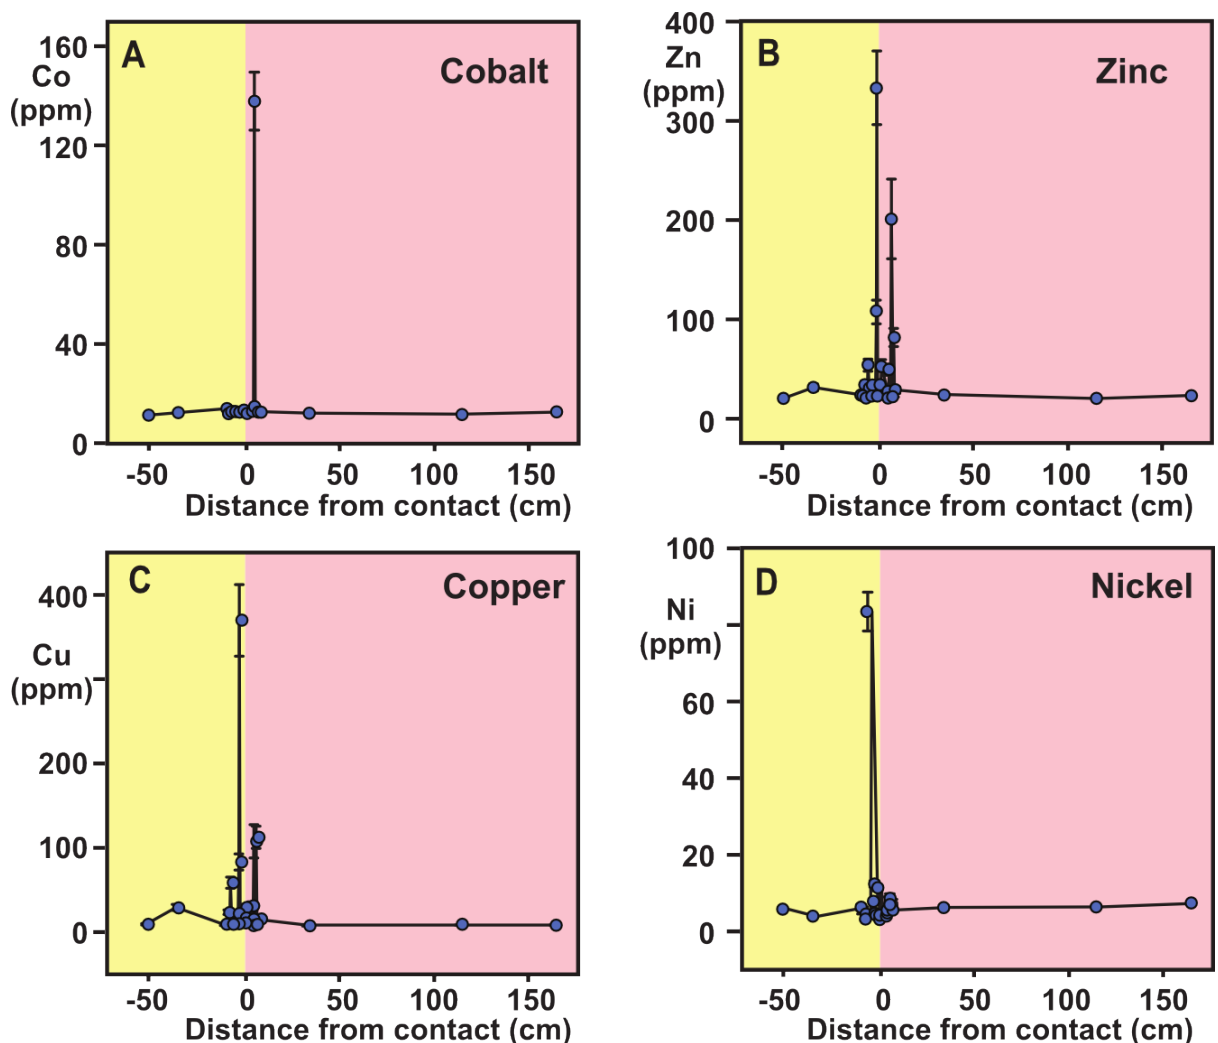 A
Cobalt
Co
(ppm)
160
120
80
40
0
-50 0 50 100 150
Distance from contact (cm)
B
Zinc
Zn
(ppm)
400
300
200
100
0
-50 0 50 100 150
Distance from contact (cm)
C
Copper
Cu
(ppm)
400
200
100
0
-50 0 50 100 150
Distance from contact (cm)
D
Nickel
Ni
(ppm)
100
60
40
20
0
-50 0 50 100 150
Distance from contact (cm)